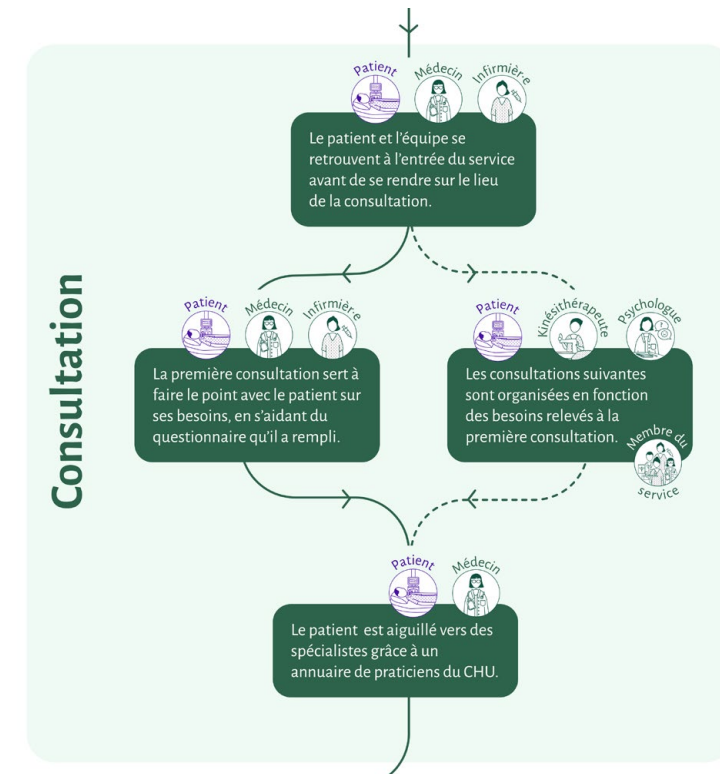 Consultation
Patient
Médecin
Infirmièr·e
Le patient et l'équipe se
retrouvent à l'entrée du service
avant de se rendre sur le lieu
de la consultation.
Patient
Médecin
Infirmièr·e
La première consultation sert à
faire le point avec le patient sur
ses besoins, en s'aidant du
questionnaire qu'il a rempli.
Patient
Kinésithérapeute
Psychologue
Les consultations suivantes
sont organisées en fonction
des besoins relevés à la
première consultation.
Membre du
service
Patient
Médecin
Le patient est aiguillé vers des
spécialistes grâce à un
annuaire de praticiens du CHU.